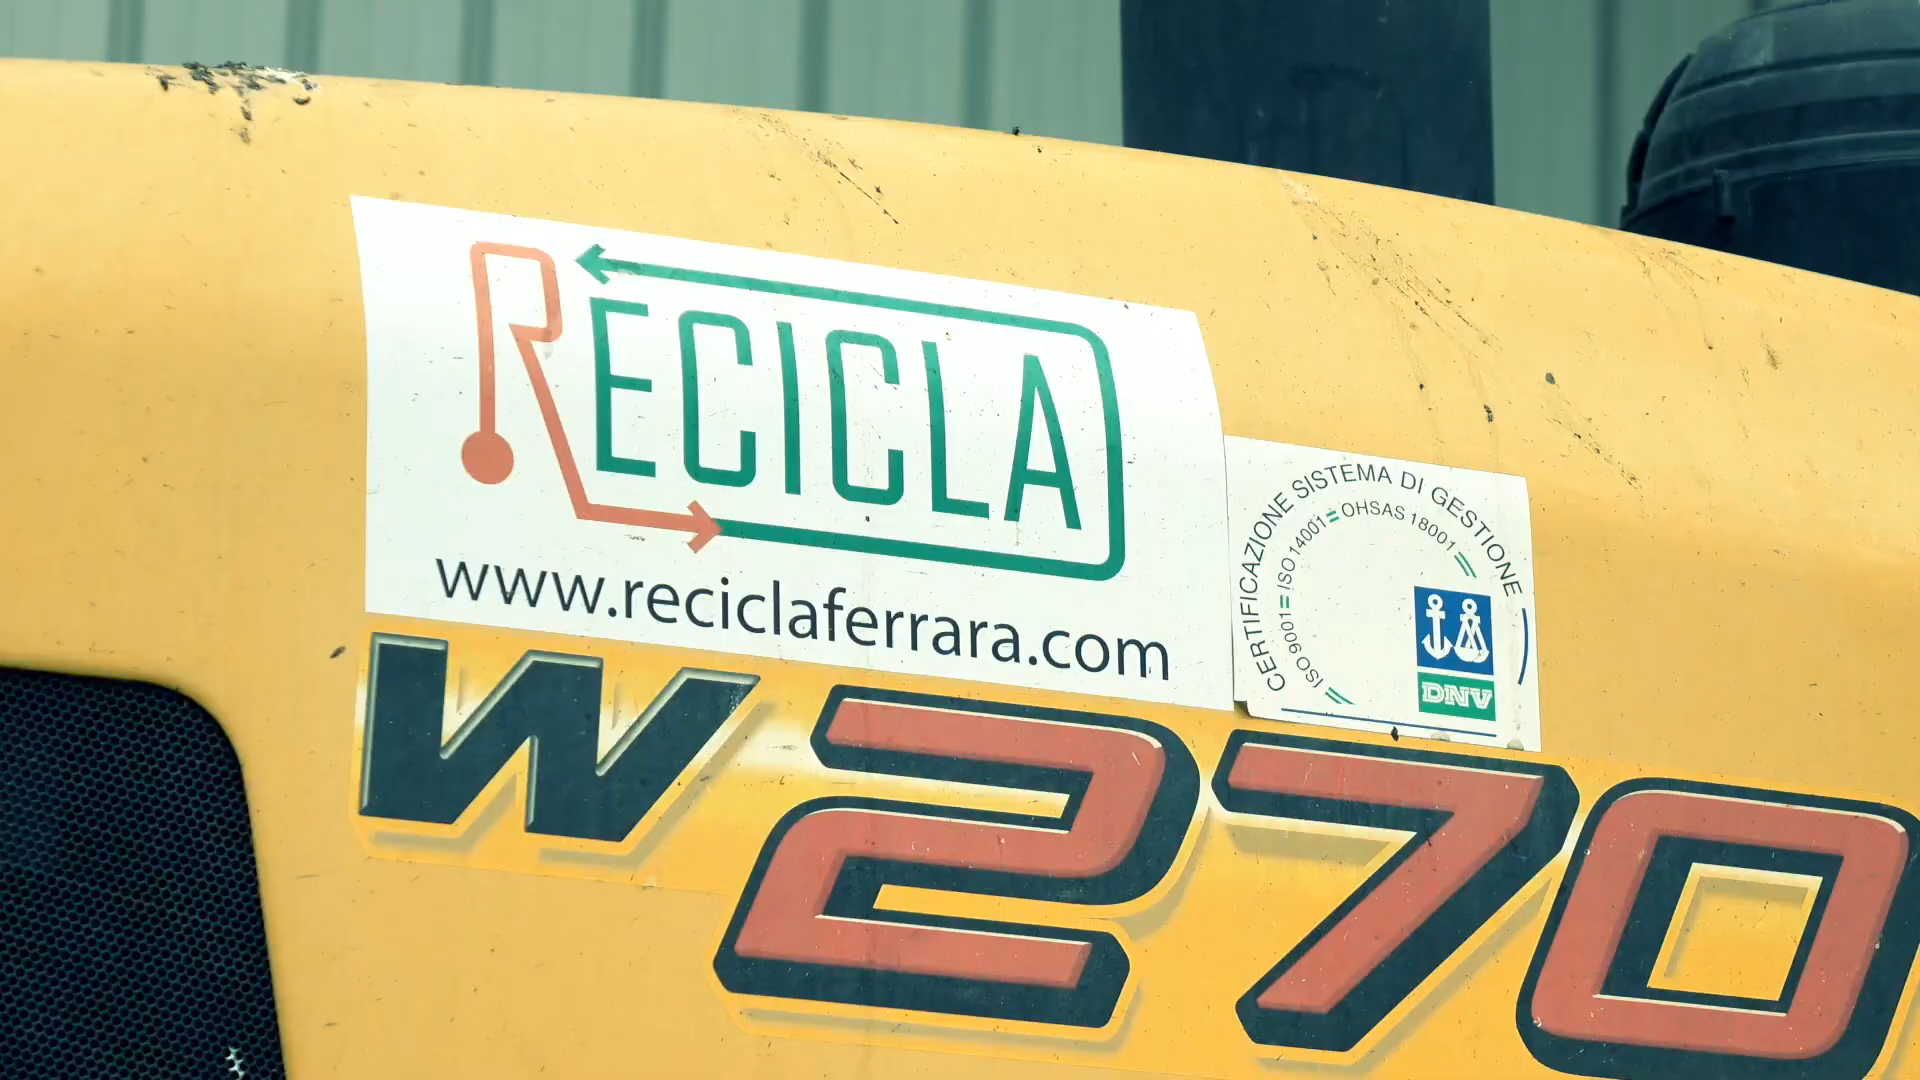 RECICLA
www.reciclaferrara.com
CERTIFICAZIONE SISTEMA DI GESTIONE
ISO 9001 = ISO 14001 = OHSAS 18001
DNV
W270